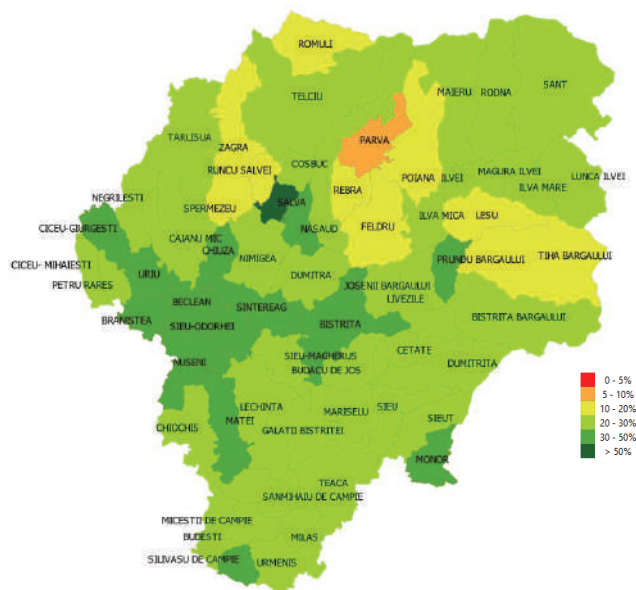 ROMULI
SANT
MAIERU
RODNA
TELCIU
TARLISUA
PARVA
ZAGRA
COSBUC
RUNCU SALVEI
POIANA ILVEI
MAGURA ILVEI
LUNCA ILVEI
ILVA MARE
REBRA
NEGRILESTI
SALVA
SPERMEZEU
ILVA MICA
LESU
CICEU-GIURGESTI
NASAUD
FELDRU
CAIANU MIC
CHIUZA
NIMIGEA
PRUNDU BARGAULUI
TIHA BARGAULUI
CICEU- MIHAIESTI
URIU
DUMITRA
PETRU RARES
JOSENII BARGAULUI
LIVEZILE
BECLEAN
SINTEREAG
BRANISTEA
SIEU-ODORHEI
BISTRITA
BISTRITA BARGAULUI
CETATE
SIEU-MAGHERUS
NUSENI
BUDACU DE JOS
DUMITRITA
LECHINTA
MARISELU
SIEU
SIEUT
MATEI
CHIOCHIS
GALATII BISTRITEI
MONOR
TEACA
SANMIHAIU DE CAMPIE
MICESTII DE CAMPIE
BUDESTI
MILAS
SILIVASU DE CAMPIE
URMENIS
0 - 5%
5 - 10%
10 - 20%
20 - 30%
30 - 50%
> 50%